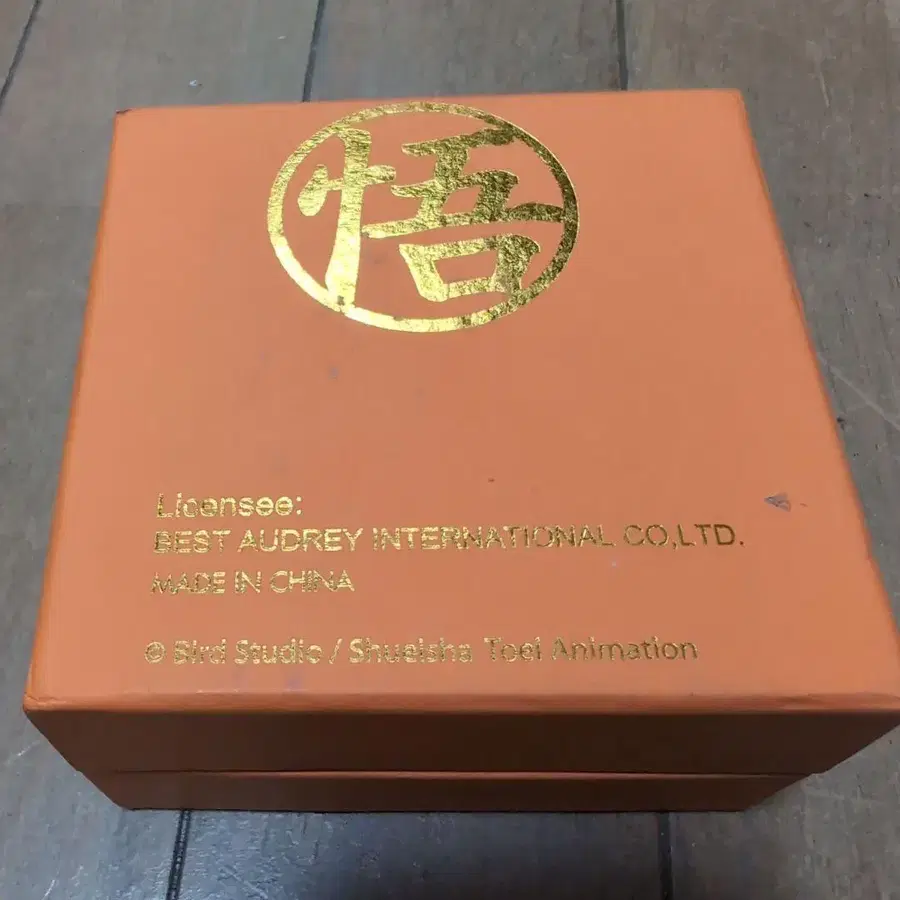 悟
Licensee:
BEST AUDREY INTERNATIONAL CO,LTD.
MADE IN CHINA
© Bird Studio / Shueisha Toei Animation